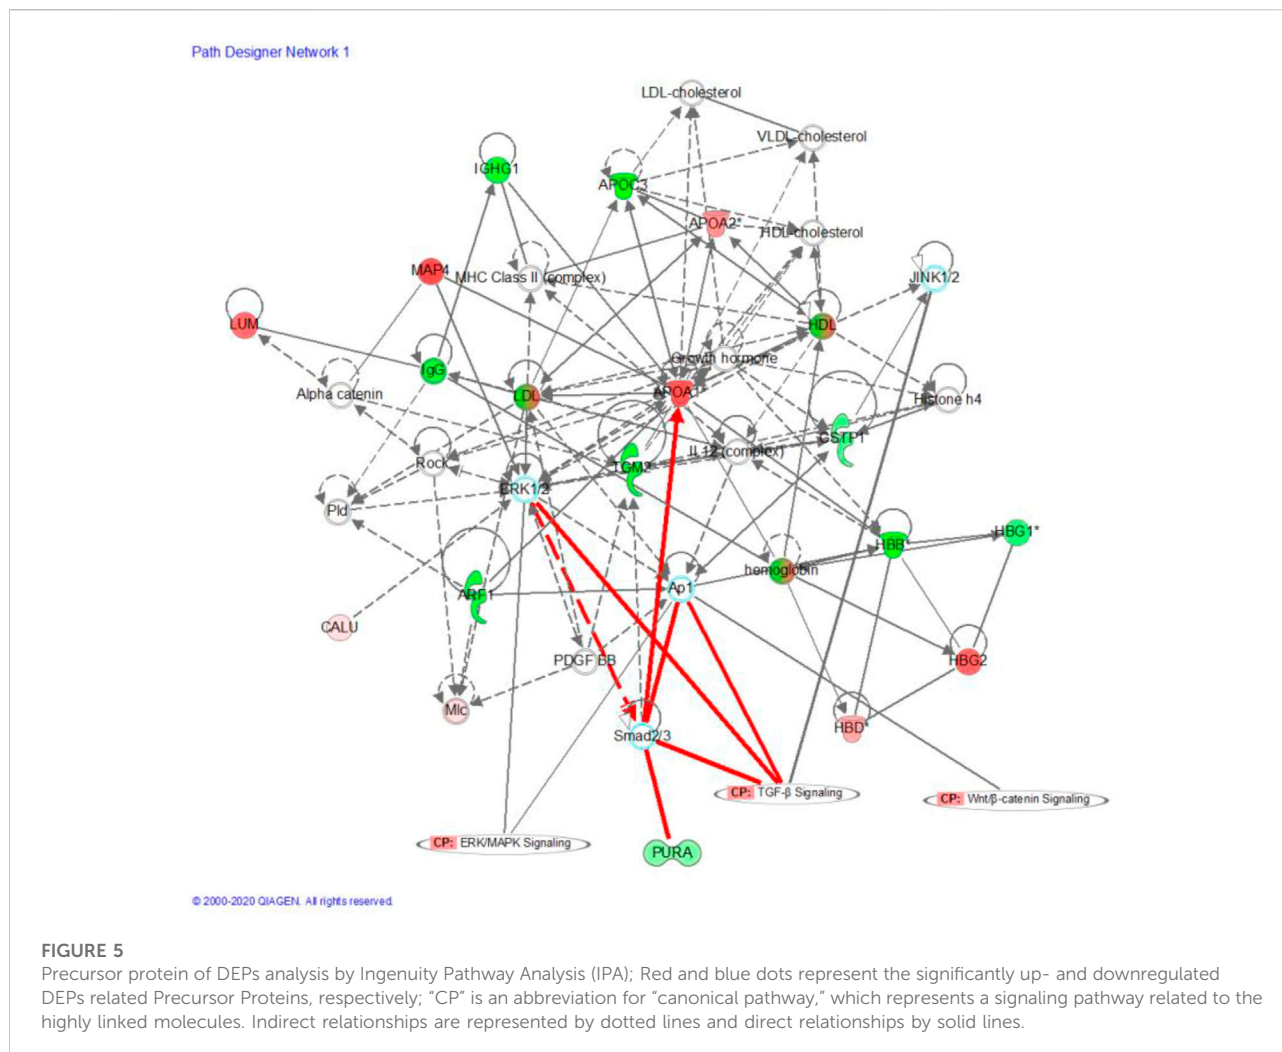 Path Designer Network 1
LDL-cholesterol
VLDL-cholesterol
IGHG1
APOC3
APOA2*
HDL-cholesterol
MAP4
MHC Class II (complex)
JINK1/2
LUM
HDL
Growth hormone
IgG
Alpha catenin
LDL
APOA1*
Histone h4
GSTP1*
IL12 (complex)
Rock
TGM2*
ERK1/2
Pld
HBG1*
HBB*
hemoglobin
Ap1
ARF1
CALU
PDGF BB
HBG2
Mlc
HBD*
Smad2/3
CP: TGF-β Signaling
CP: Wnt/β-catenin Signaling
CP: ERK/MAPK Signaling
PURA
© 2000-2020 QIAGEN. All rights reserved.
FIGURE 5
Precursor protein of DEPs analysis by Ingenuity Pathway Analysis (IPA); Red and blue dots represent the significantly up- and downregulated
DEPs related Precursor Proteins, respectively; “CP” is an abbreviation for “canonical pathway,” which represents a signaling pathway related to the
highly linked molecules. Indirect relationships are represented by dotted lines and direct relationships by solid lines.